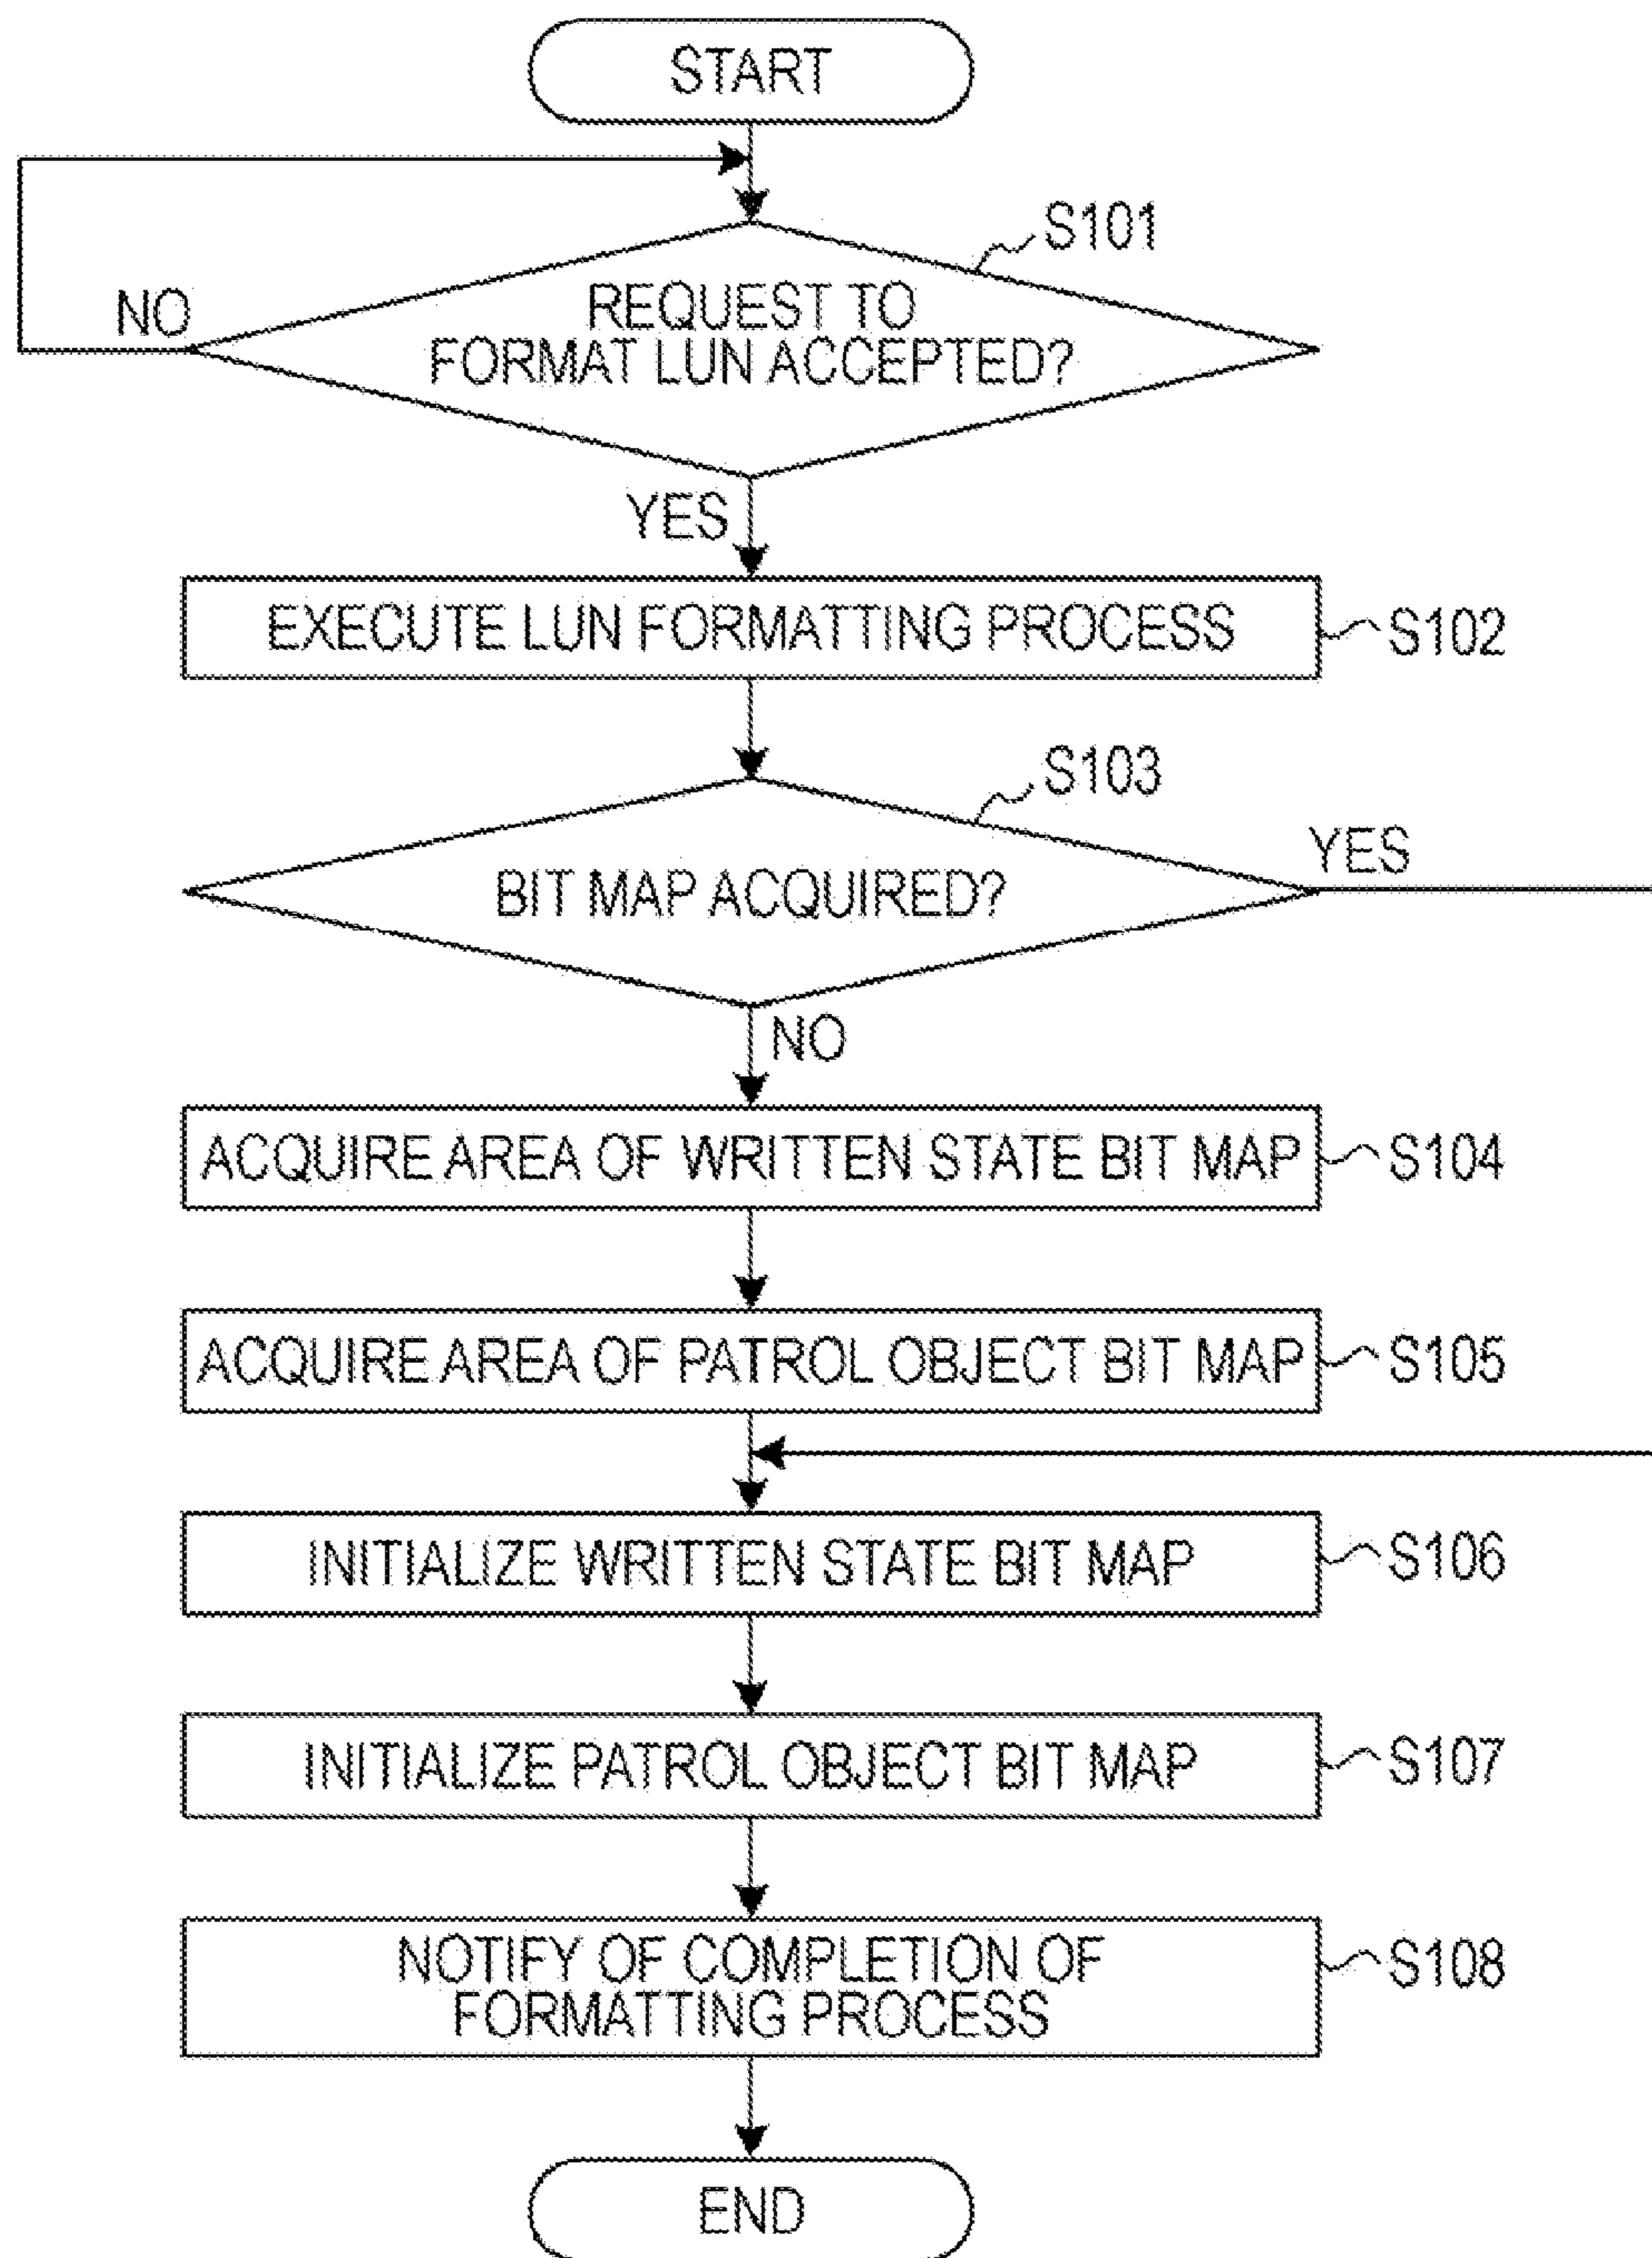 START
S101
REQUEST TO
FORMAT LUN ACCEPTED?
NO
YES
EXECUTE LUN FORMATTING PROCESS
S102
S103
BIT MAP ACQUIRED?
YES
NO
ACQUIRE AREA OF WRITTEN STATE BIT MAP
S104
ACQUIRE AREA OF PATROL OBJECT BIT MAP
S105
INITIALIZE WRITTEN STATE BIT MAP
S106
INITIALIZE PATROL OBJECT BIT MAP
S107
NOTIFY OF COMPLETION OF
FORMATTING PROCESS
S108
END